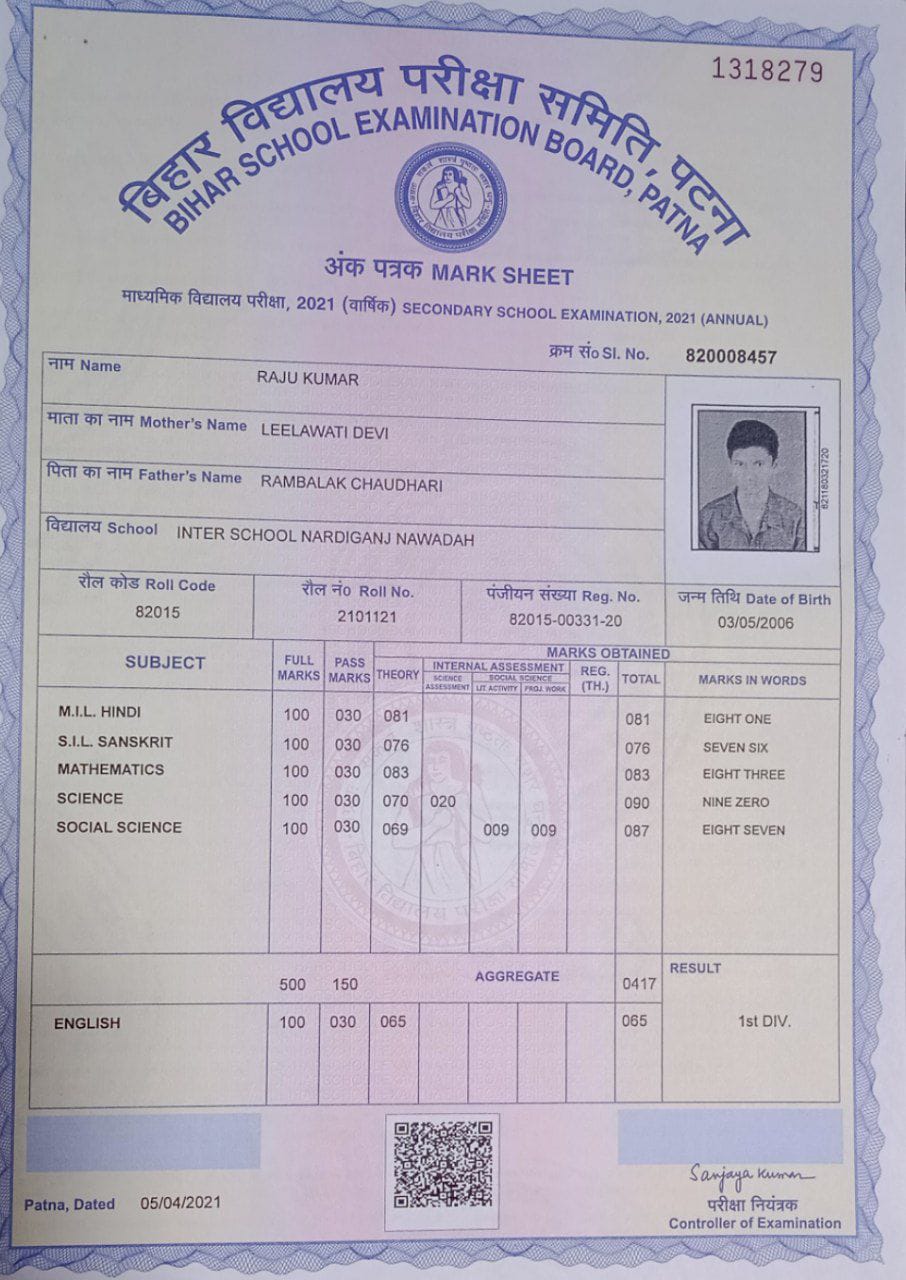 1318279
बिहार विद्यालय परीक्षा समिति, पटना
BIHAR SCHOOL EXAMINATION BOARD, PATNA
अंक पत्रक MARK SHEET
माध्यमिक विद्यालय परीक्षा, 2021 (वार्षिक) SECONDARY SCHOOL EXAMINATION, 2021 (ANNUAL)
क्रम सं० Sl. No. 820008457
नाम Name RAJU KUMAR
माता का नाम Mother's Name LEELAWATI DEVI
पिता का नाम Father's Name RAMBALAK CHAUDHARI
विद्यालय School INTER SCHOOL NARDIGANJ NAWADAH
821180321720
रौल कोड Roll Code रौल नं० Roll No. पंजीयन संख्या Reg. No. जन्म तिथि Date of Birth
82015 2101121 82015-00331-20 03/05/2006
SUBJECT FULL MARKS PASS MARKS MARKS OBTAINED
THEORY INTERNAL ASSESSMENT REG. (TH.) TOTAL MARKS IN WORDS
SCIENCE ASSESSMENT SOCIAL SCIENCE
LIT. ACTIVITY PROJ. WORK
M.I.L. HINDI 100 030 081 081 EIGHT ONE
S.I.L. SANSKRIT 100 030 076 076 SEVEN SIX
MATHEMATICS 100 030 083 083 EIGHT THREE
SCIENCE 100 030 070 020 090 NINE ZERO
SOCIAL SCIENCE 100 030 069 009 009 087 EIGHT SEVEN
500 150 AGGREGATE 0417 RESULT
ENGLISH 100 030 065 065 1st DIV.
Sanjaya Kumar
Patna, Dated 05/04/2021
परीक्षा नियंत्रक
Controller of Examination